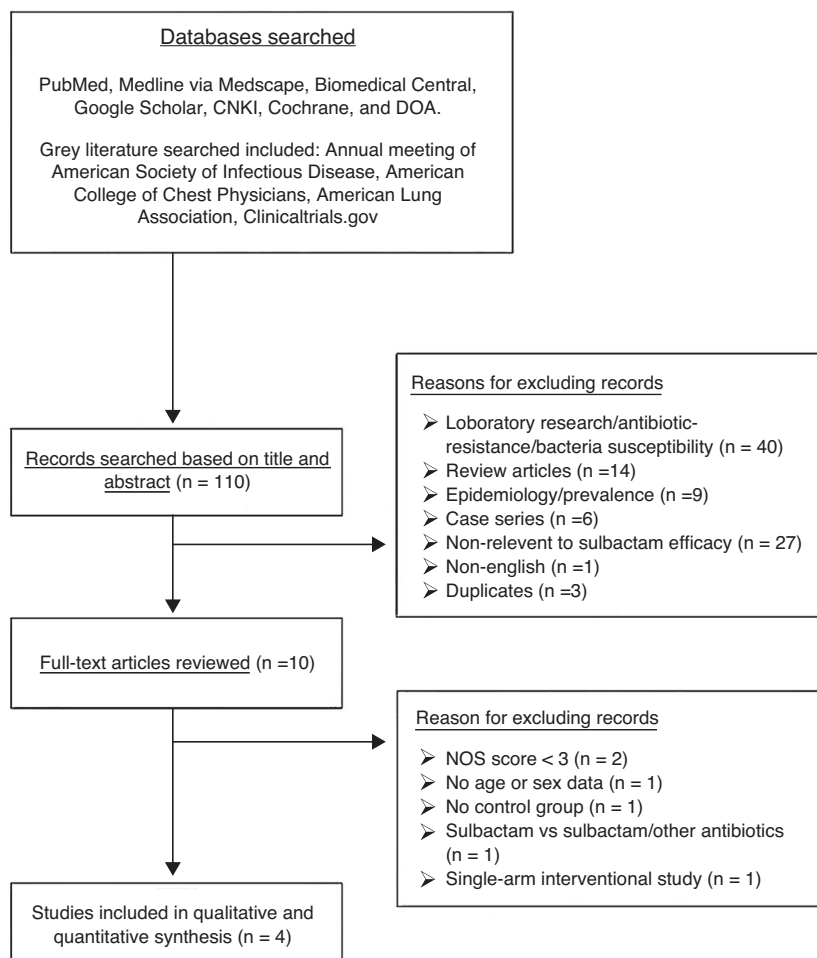 Databases searched
PubMed, Medline via Medscape, Biomedical Central,
Google Scholar, CNKI, Cochrane, and DOA.
Grey literature searched included: Annual meeting of
American Society of Infectious Disease, American
College of Chest Physicians, American Lung
Association, Clinicaltrials.gov
Reasons for excluding records
➢ Loboratory research/antibiotic-
resistance/bacteria susceptibility (n = 40)
➢ Review articles (n =14)
➢ Epidemiology/prevalence (n =9)
➢ Case series (n =6)
➢ Non-relevent to sulbactam efficacy (n = 27)
➢ Non-english (n =1)
➢ Duplicates (n =3)
Records searched based on title and
abstract (n = 110)
Full-text articles reviewed (n =10)
Reason for excluding records
➢ NOS score < 3 (n = 2)
➢ No age or sex data (n = 1)
➢ No control group (n = 1)
➢ Sulbactam vs sulbactam/other antibiotics
(n = 1)
➢ Single-arm interventional study (n = 1)
Studies included in qualitative and
quantitative synthesis (n = 4)